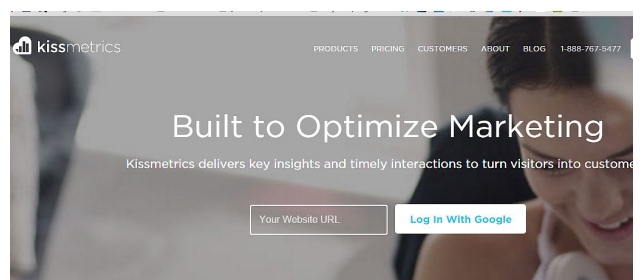 kissmetrics PRODUCTS PRICING CUSTOMERS ABOUT BLOG 1-888-767-5477
Built to Optimize Marketing
Kissmetrics delivers key insights and timely interactions to turn visitors into custome
Your Website URL Log In With Google